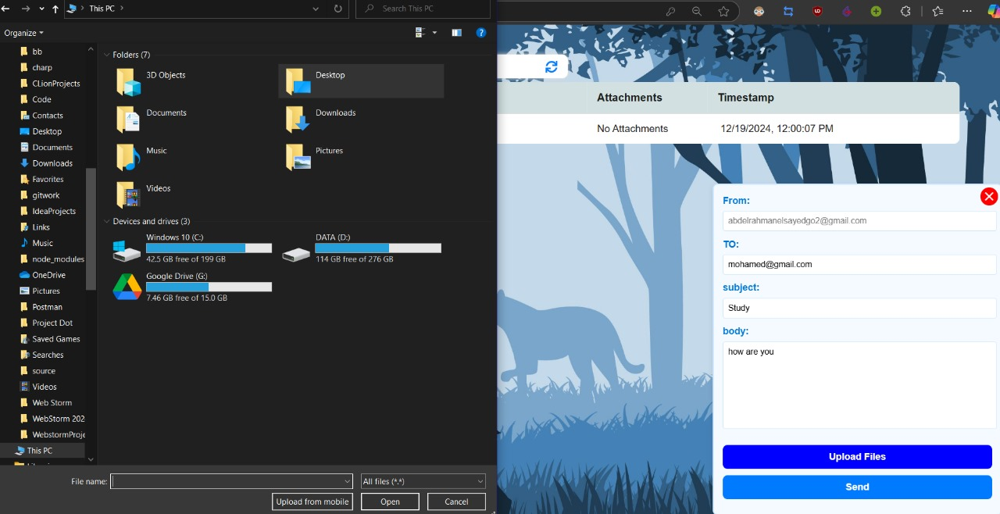 This PC
Search This PC
Organize
bb
charp
CLionProjects
Code
Contacts
Desktop
Documents
Downloads
Favorites
gitwork
IdeaProjects
Links
Music
node_modules
OneDrive
Pictures
Postman
Project Dot
Saved Games
Searches
source
Videos
Web Storm
WebStorm 202
WebstormProje
This PC
Folders (7)
3D Objects
Desktop
Documents
Downloads
Music
Pictures
Videos
Devices and drives (3)
Windows 10 (C:)
42.5 GB free of 199 GB
DATA (D:)
114 GB free of 276 GB
Google Drive (G:)
7.46 GB free of 15.0 GB
File name:
All files (*.*)
Upload from mobile
Open
Cancel
Attachments Timestamp
No Attachments 12/19/2024, 12:00:07 PM
From:
abdelrahmanelsayedgo2@gmail.com
TO:
mohamed@gmail.com
subject:
Study
body:
how are you
Upload Files
Send